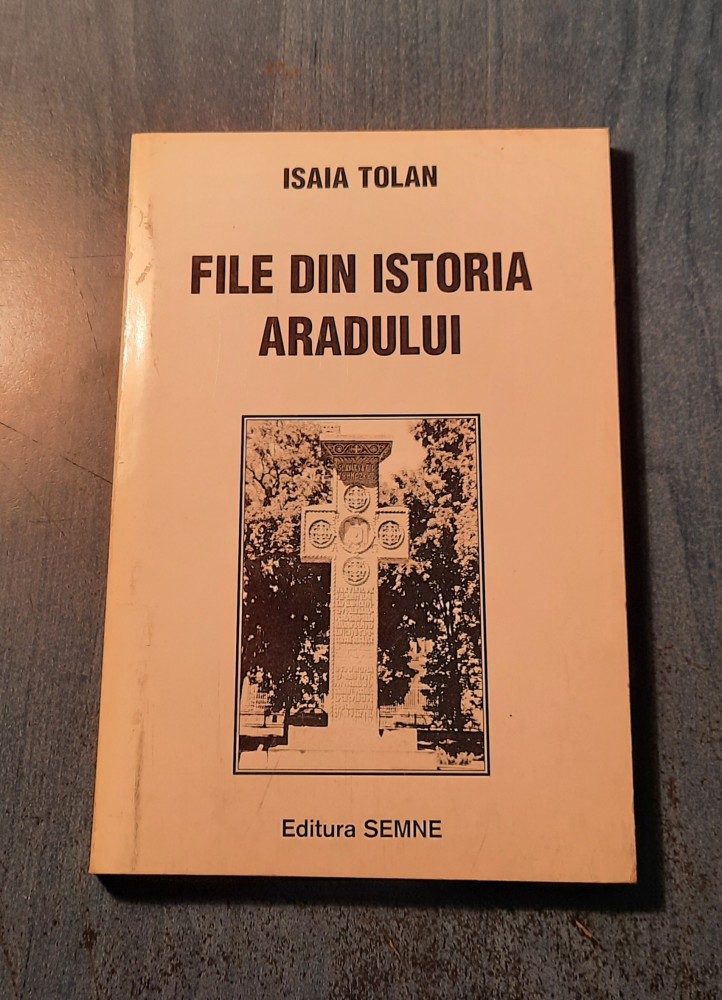 ISAIA TOLAN
FILE DIN ISTORIA
ARADULUI
Editura SEMNE